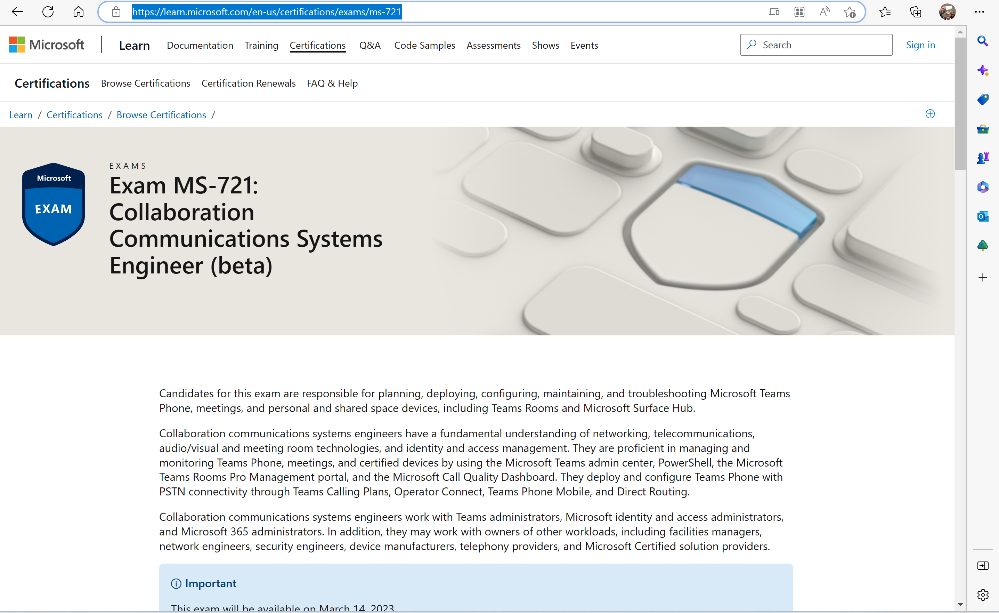 https://learn.microsoft.com/en-us/certifications/exams/ms-721
Microsoft Learn Documentation Training Certifications Q&A Code Samples Assessments Shows Events Search Sign in
Certifications Browse Certifications Certification Renewals FAQ & Help
Learn / Certifications / Browse Certifications /
Microsoft
EXAM
EXAMS
Exam MS-721:
Collaboration
Communications Systems
Engineer (beta)
Candidates for this exam are responsible for planning, deploying, configuring, maintaining, and troubleshooting Microsoft Teams
Phone, meetings, and personal and shared space devices, including Teams Rooms and Microsoft Surface Hub.
Collaboration communications systems engineers have a fundamental understanding of networking, telecommunications,
audio/visual and meeting room technologies, and identity and access management. They are proficient in managing and
monitoring Teams Phone, meetings, and certified devices by using the Microsoft Teams admin center, PowerShell, the Microsoft
Teams Rooms Pro Management portal, and the Microsoft Call Quality Dashboard. They deploy and configure Teams Phone with
PSTN connectivity through Teams Calling Plans, Operator Connect, Teams Phone Mobile, and Direct Routing.
Collaboration communications systems engineers work with Teams administrators, Microsoft identity and access administrators,
and Microsoft 365 administrators. In addition, they may work with owners of other workloads, including facilities managers,
network engineers, security engineers, device manufacturers, telephony providers, and Microsoft Certified solution providers.
Important
This exam will be available on March 14, 2023